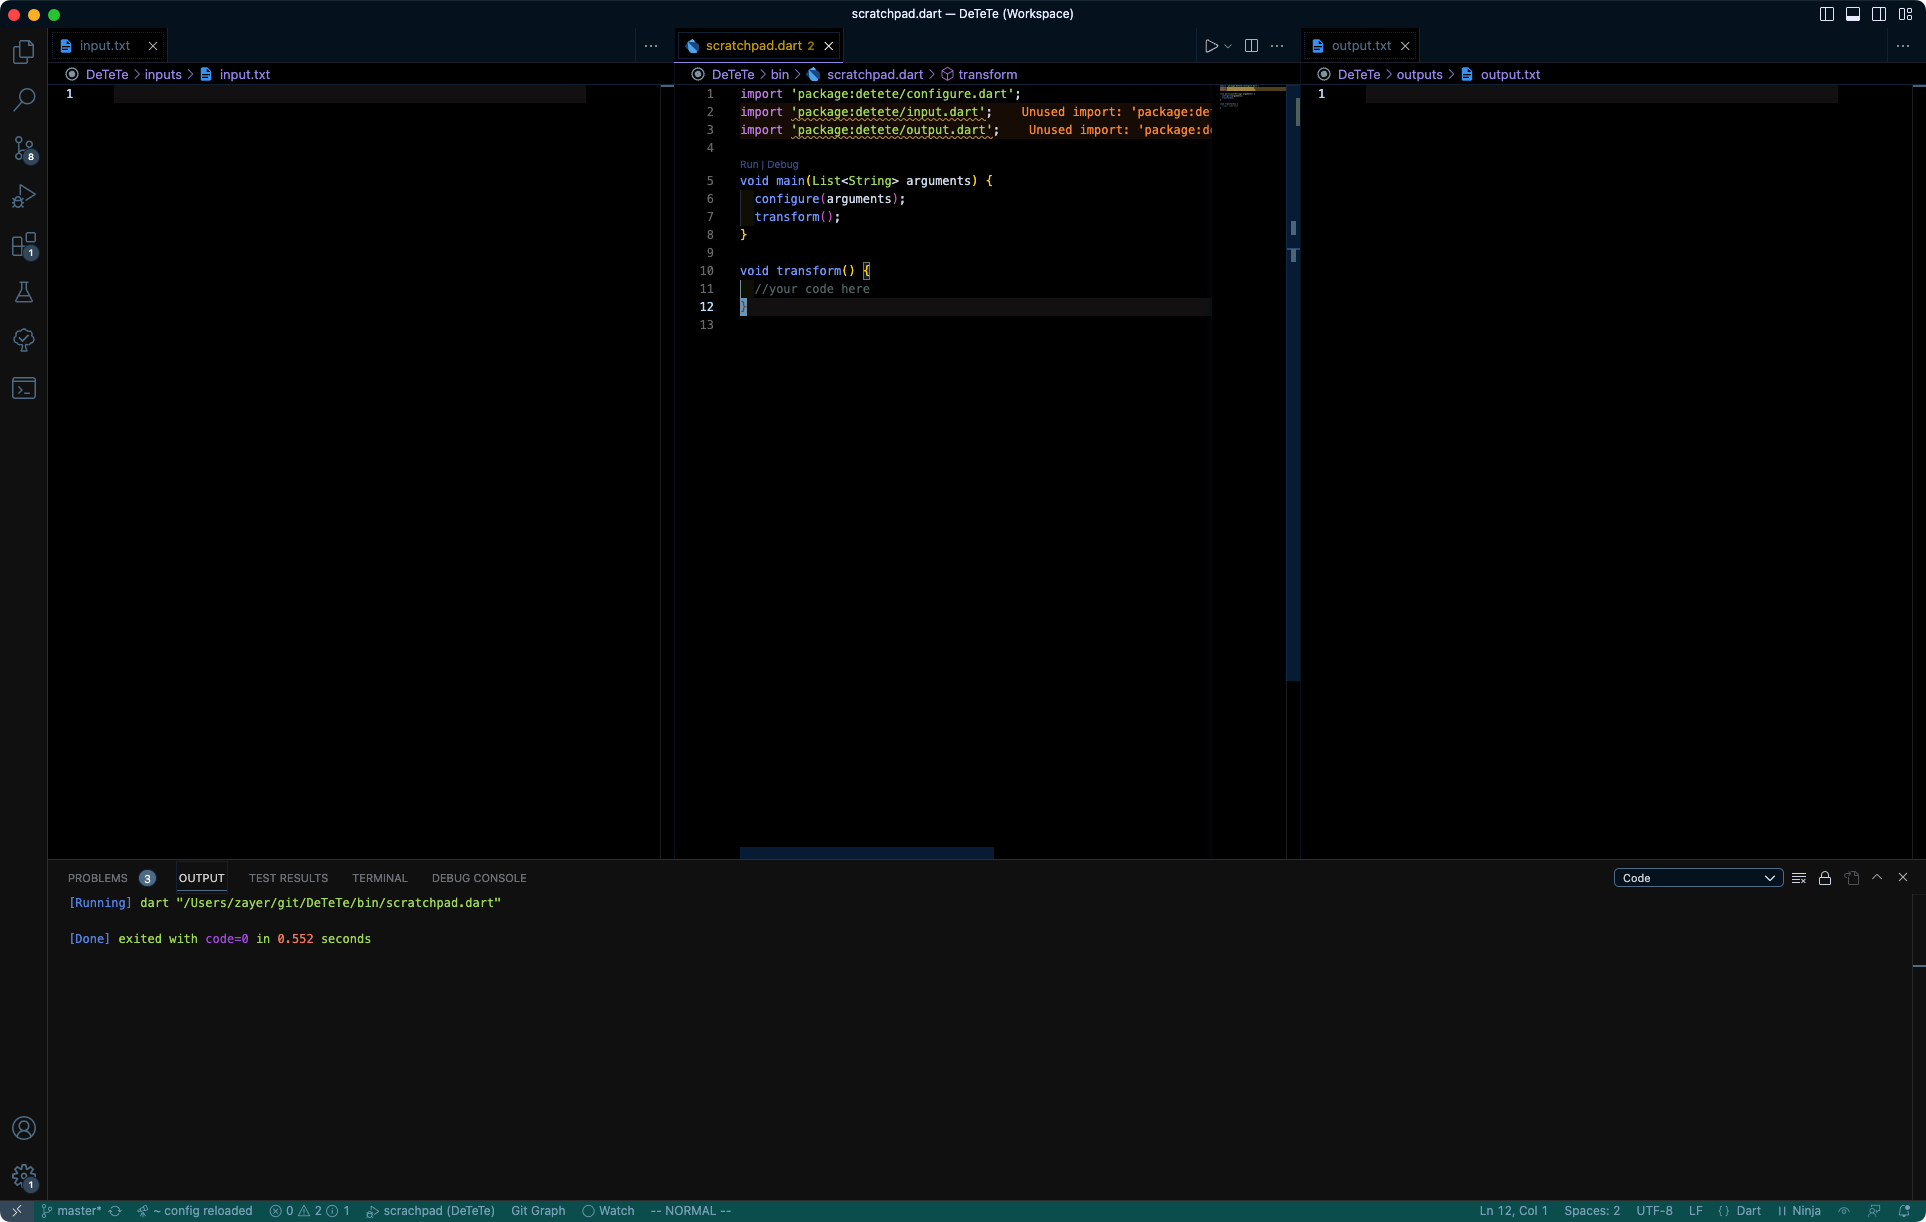 scratchpad.dart — DeTeTe (Workspace)
input.txt
scratchpad.dart 2
output.txt
DeTeTe > inputs > input.txt
DeTeTe > bin > scratchpad.dart > transform
DeTeTe > outputs > output.txt
1
1 import 'package:detete/configure.dart';
2 import 'package:detete/input.dart'; Unused import: 'package:de
3 import 'package:detete/output.dart'; Unused import: 'package:d
4
Run | Debug
5 void main(List<String> arguments) {
6 configure(arguments);
7 transform();
8 }
9
10 void transform() {
11 //your code here
12 }
13
1
8
1
PROBLEMS 3 OUTPUT TEST RESULTS TERMINAL DEBUG CONSOLE
Code
[Running] dart "/Users/zayer/git/DeTeTe/bin/scratchpad.dart"
[Done] exited with code=0 in 0.552 seconds
1
master* ~ config reloaded 0 2 1 scrachpad (DeTeTe) Git Graph Watch -- NORMAL -- Ln 12, Col 1 Spaces: 2 UTF-8 LF {} Dart Ninja